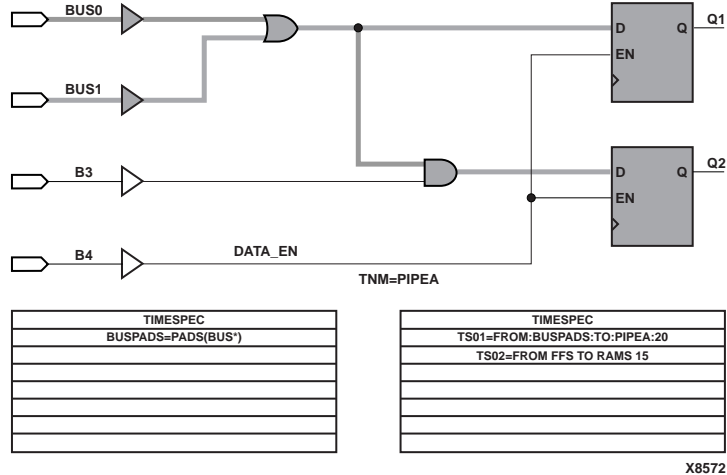 BUS0
D
Q
Q1
EN
BUS1
B3
D
Q
Q2
EN
B4
DATA_EN
TNM=PIPEA
TIMESPEC
BUSPADS=PADS(BUS*)
TIMESPEC
TS01=FROM:BUSPADS:TO:PIPEA:20
TS02=FROM FFS TO RAMS 15
X8572